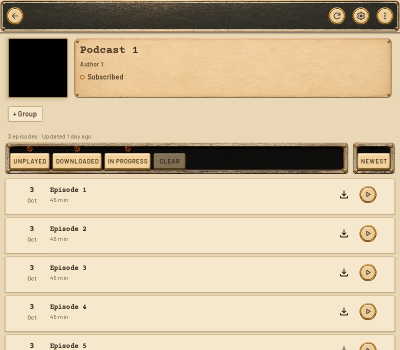 Podcast 1
Author 1
Subscribed
+ Group
3 episodes · Updated 1 day ago
UNPLAYED DOWNLOADED IN PROGRESS CLEAR NEWEST
3 Oct Episode 1
45 min
3 Oct Episode 2
45 min
3 Oct Episode 3
45 min
3 Oct Episode 4
45 min
3 Episode 5